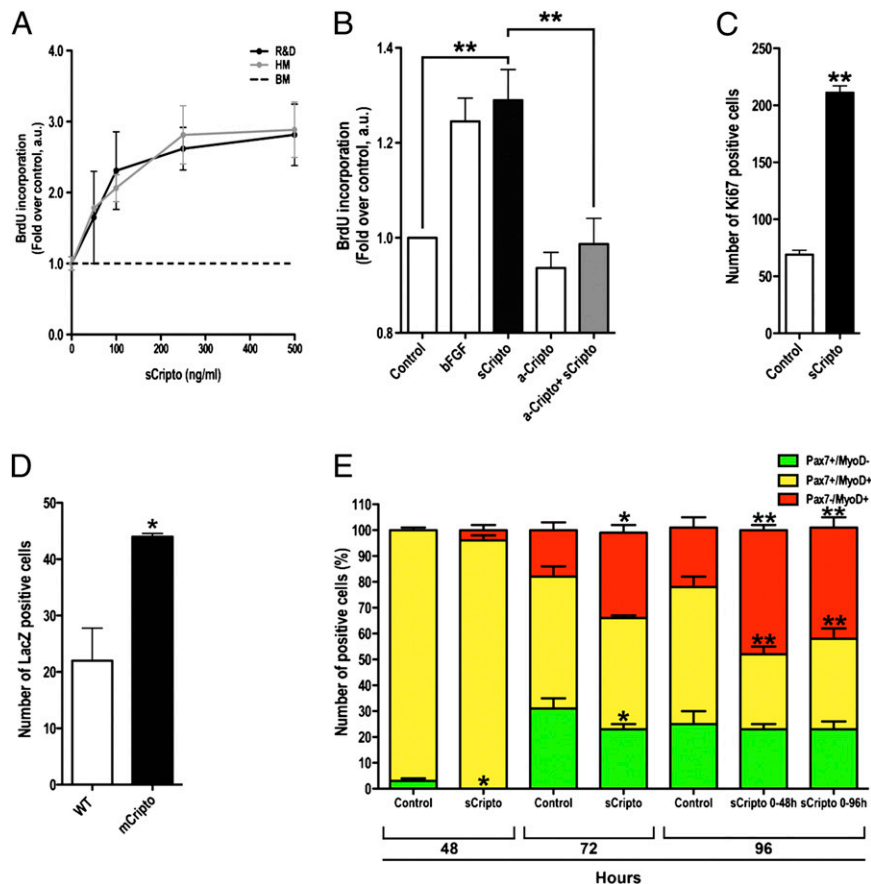 A
R&D
HM
BM
BrdU incorporation
(Fold over control, a.u.)
4.0
3.0
2.0
1.0
0.0
0
100
200
300
400
500
sCripto (ng/ml)
B
**
**
BrdU incorporation
(Fold over control, a.u.)
1.4
1.2
1.0
0.8
Control
bFGF
sCripto
a-Cripto
a-Cripto+ sCripto
C
**
Number of Ki67 positive cells
250
200
150
100
50
0
Control
sCripto
D
*
Number of LacZ positive cells
50
40
30
20
10
0
WT
mCripto
E
Pax7+/MyoD-
Pax7+/MyoD+
Pax7-/MyoD+
Number of positive cells (%)
110
100
90
80
70
60
50
40
30
20
10
0
*
**
**
**
**
*
*
Control
sCripto
Control
sCripto
Control
sCripto 0-48h
sCripto 0-96h
48
72
96
Hours